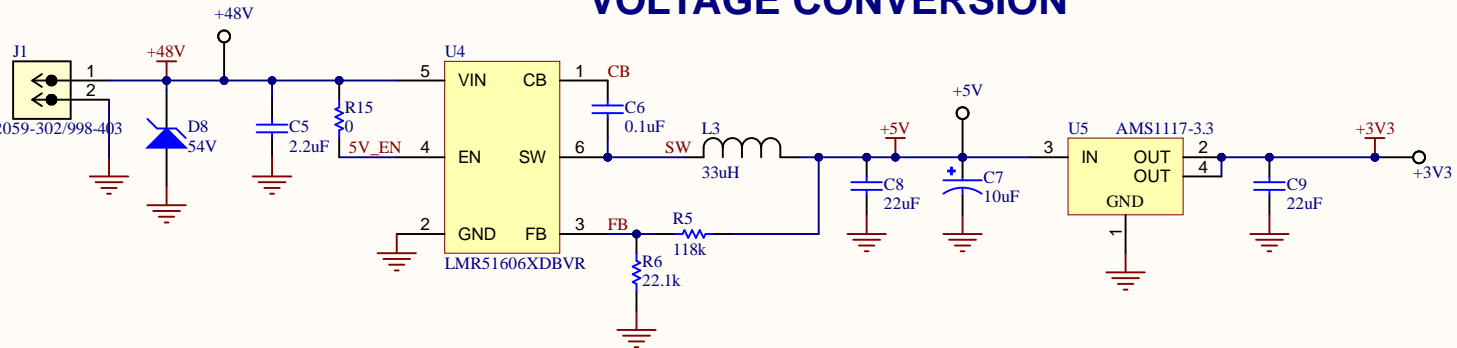 VOLTAGE CONVERSION
+48V
J1
1
2
2059-302/998-403
+48V
D8
54V
C5
2.2uF
R15
0
5V_EN
U4
5 VIN CB 1 CB
4 EN SW 6 SW
2 GND FB 3 FB
LMR51606XDBVR
C6
0.1uF
L3
33uH
R5
118k
R6
22.1k
+5V
C8
22uF
+5V
C7
10uF
U5 AMS1117-3.3
3 IN OUT 2
OUT 4
GND
1
C9
22uF
+3V3
+3V3